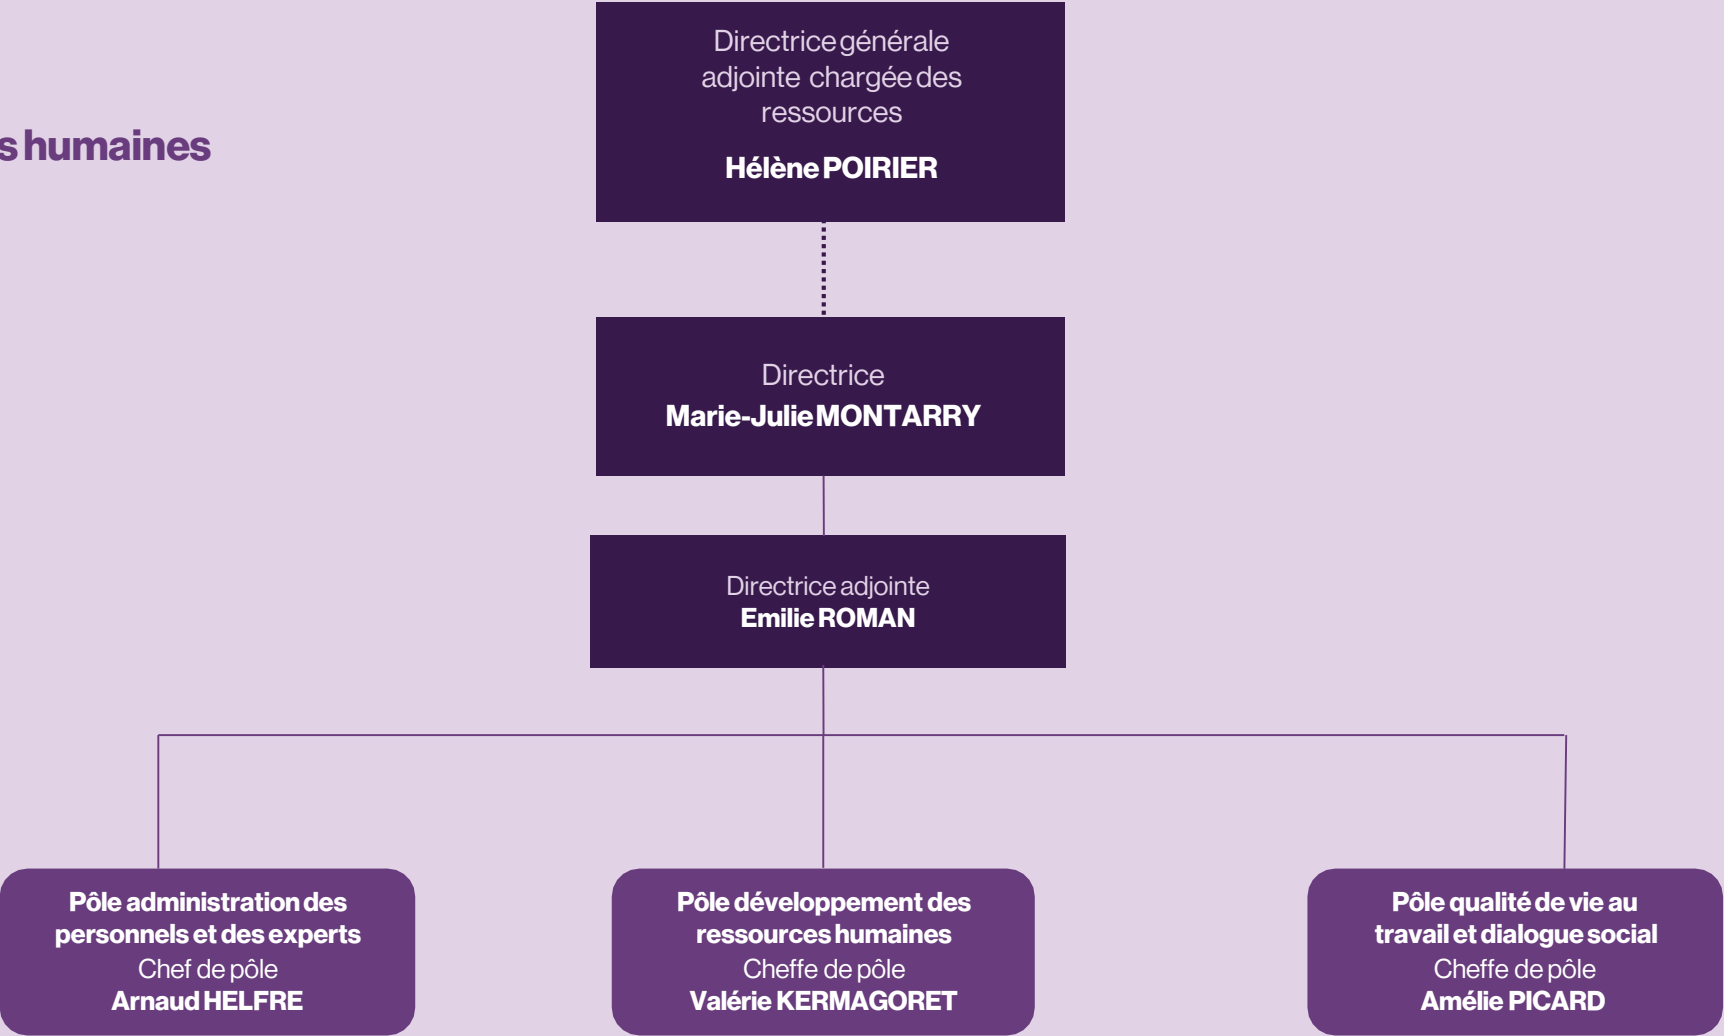 Directrice générale
adjointe chargée des
ressources
Hélène POIRIER
s humaines
Directrice
Marie-Julie MONTARRY
Directrice adjointe
Emilie ROMAN
Pôle administration des
personnels et des experts
Chef de pôle
Arnaud HELFRE
Pôle développement des
ressources humaines
Cheffe de pôle
Valérie KERMAGORET
Pôle qualité de vie au
travail et dialogue social
Cheffe de pôle
Amélie PICARD